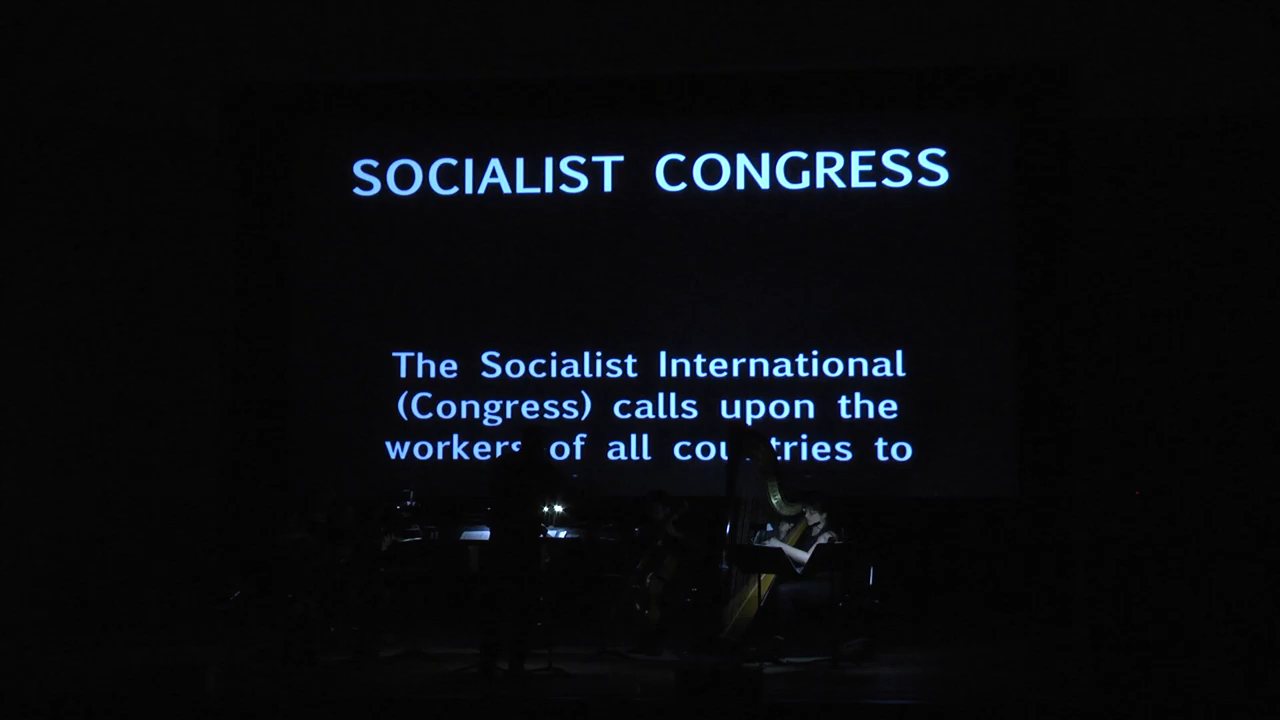 SOCIALIST CONGRESS
The Socialist International
(Congress) calls upon the
workers of all countries to